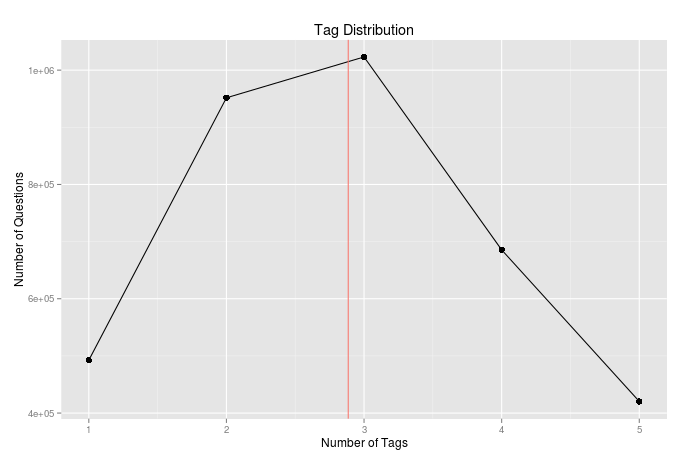 Tag Distribution
Number of Questions
1e+06
8e+05
6e+05
4e+05
1 2 3 4 5
Number of Tags